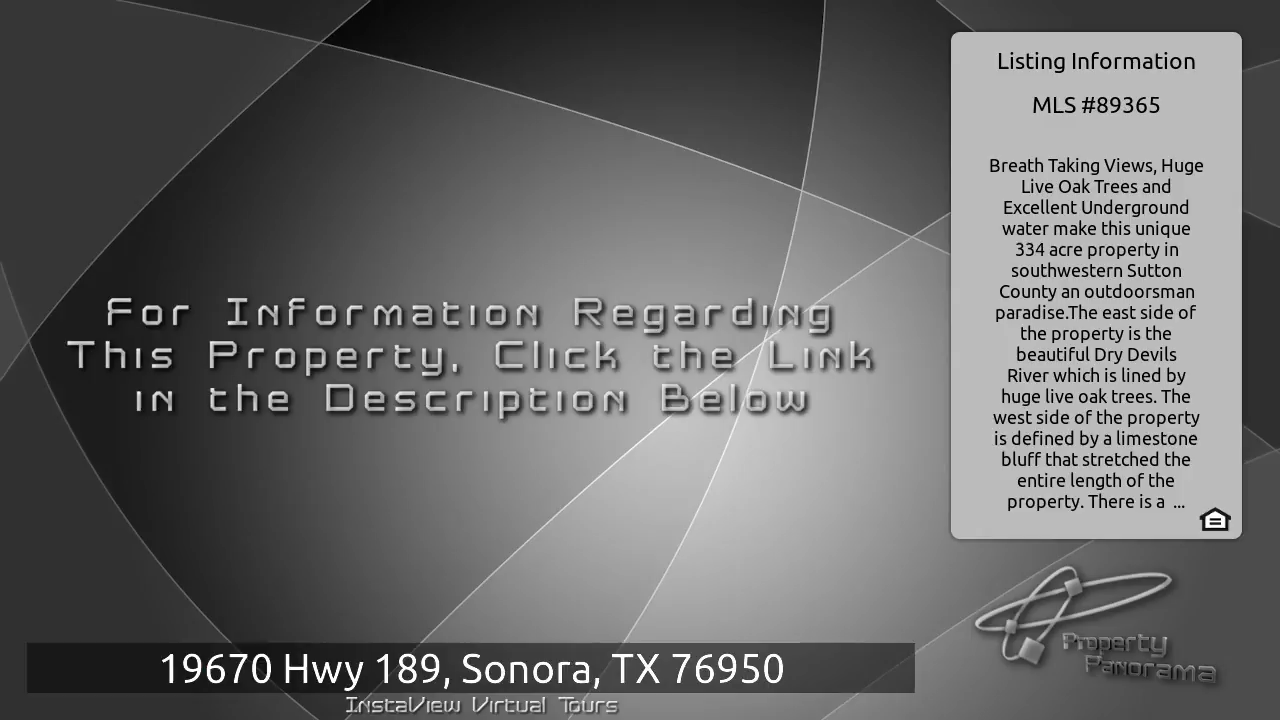 For Information Regarding
This Property, Click the Link
in the Description Below
Listing Information
MLS #89365
Breath Taking Views, Huge
Live Oak Trees and
Excellent Underground
water make this unique
334 acre property in
southwestern Sutton
County an outdoorsman
paradise.The east side of
the property is the
beautiful Dry Devils
River which is lined by
huge live oak trees. The
west side of the property
is defined by a limestone
bluff that stretched the
entire length of the
property. There is a ...
19670 Hwy 189, Sonora, TX 76950
InstaView Virtual Tours
Property
Panorama